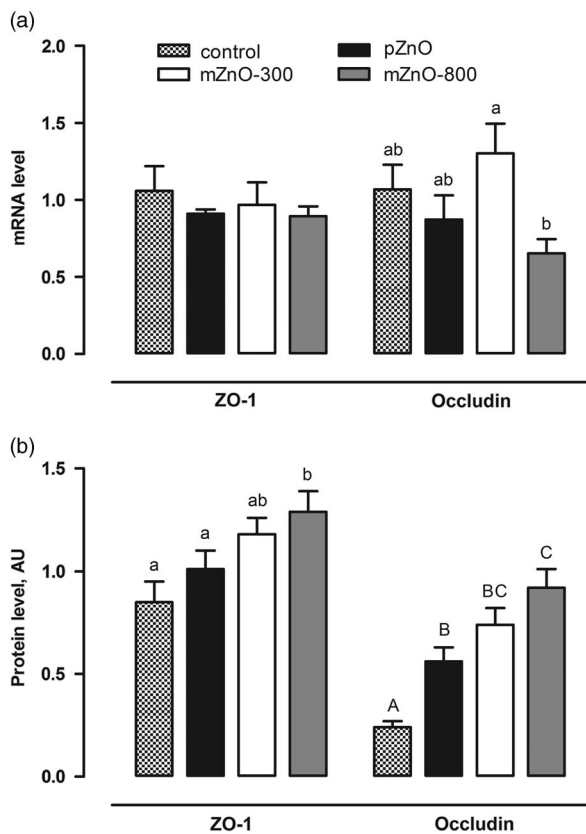 (a)
2.0
control
pZnO
mZnO-300
mZnO-800
1.5
1.0
0.5
0.0
mRNA level
ab
ab
a
b
ZO-1
Occludin
(b)
1.5
1.0
0.5
0.0
Protein level, AU
a
a
ab
b
A
B
BC
C
ZO-1
Occludin